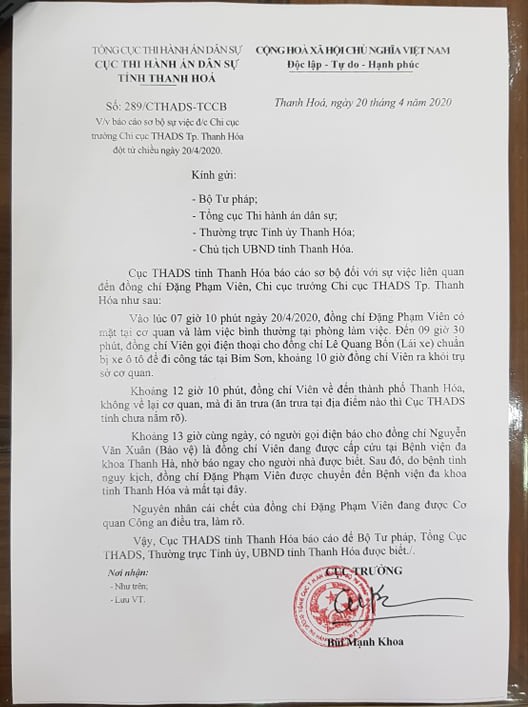 TỔNG CỤC THI HÀNH ÁN DÂN SỰ
CỤC THI HÀNH ÁN DÂN SỰ
TỈNH THANH HOÁ
CỘNG HOÀ XÃ HỘI CHỦ NGHĨA VIỆT NAM
Độc lập - Tự do - Hạnh phúc
Số: 289/CTHADS-TCCB
V/v báo cáo sơ bộ sự việc đ/c Chi cục
trưởng Chi cục THADS Tp. Thanh Hóa
đột tử chiều ngày 20/4/2020.
Thanh Hoá, ngày 20 tháng 4 năm 2020
Kính gửi:
- Bộ Tư pháp;
- Tổng cục Thi hành án dân sự;
- Thường trực Tỉnh ủy Thanh Hóa;
- Chủ tịch UBND tỉnh Thanh Hóa.
Cục THADS tỉnh Thanh Hóa báo cáo sơ bộ đối với sự việc liên quan
đến đồng chí Đặng Phạm Viên, Chi cục trưởng Chi cục THADS Tp. Thanh
Hóa như sau:
Vào lúc 07 giờ 10 phút ngày 20/4/2020, đồng chí Đặng Phạm Viên có
mặt tại cơ quan và làm việc bình thường tại phòng làm việc. Đến 09 giờ 30
phút, đồng chí Viên gọi điện thoại cho đồng chí Lê Quang Bốn (Lái xe) chuẩn
bị xe ô tô để đi công tác tại Bỉm Sơn, khoảng 10 giờ đồng chí Viên ra khỏi trụ
sở cơ quan.
Khoảng 12 giờ 10 phút, đồng chí Viên về đến thành phố Thanh Hóa,
không về lại cơ quan, mà đi ăn trưa (ăn trưa tại địa điểm nào thì Cục THADS
tỉnh chưa nắm rõ).
Khoảng 13 giờ cùng ngày, có người gọi điện báo cho đồng chí Nguyễn
Văn Xuân (Bảo vệ) là đồng chí Viên đang được cấp cứu tại Bệnh viện đa
khoa Thanh Hà, nhờ báo ngay cho người nhà được biết. Sau đó, do bệnh tình
nguy kịch, đồng chí Đặng Phạm Viên được chuyển đến Bệnh viện đa khoa
tỉnh Thanh Hóa và mất tại đây.
Nguyên nhân cái chết của đồng chí Đặng Phạm Viên đang được Cơ
quan Công an điều tra, làm rõ.
Vậy, Cục THADS tỉnh Thanh Hóa báo cáo để Bộ Tư pháp, Tổng Cục
THADS, Thường trực Tỉnh ủy, UBND tỉnh Thanh Hóa được biết./.
Nơi nhận:
- Như trên;
- Lưu VT.
CỤC TRƯỞNG
Bùi Mạnh Khoa